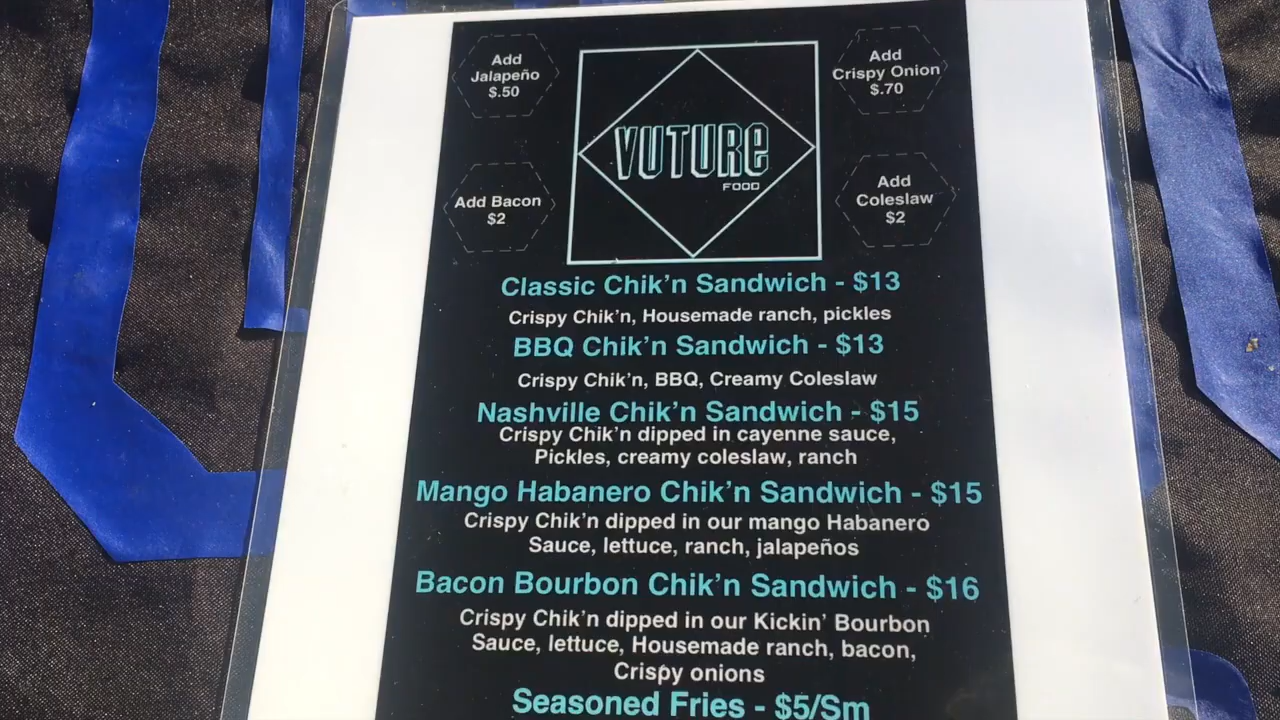 Add
Jalapeño
$.50
Add
Crispy Onion
$.70
VUTURE
FOOD
Add Bacon
$2
Add
Coleslaw
$2
Classic Chik'n Sandwich - $13
Crispy Chik'n, Housemade ranch, pickles
BBQ Chik'n Sandwich - $13
Crispy Chik'n, BBQ, Creamy Coleslaw
Nashville Chik'n Sandwich - $15
Crispy Chik'n dipped in cayenne sauce,
Pickles, creamy coleslaw, ranch
Mango Habanero Chik'n Sandwich - $15
Crispy Chik'n dipped in our mango Habanero
Sauce, lettuce, ranch, jalapeños
Bacon Bourbon Chik'n Sandwich - $16
Crispy Chik'n dipped in our Kickin' Bourbon
Sauce, lettuce, Housemade ranch, bacon,
Crispy onions
Seasoned Fries - $5/Sm